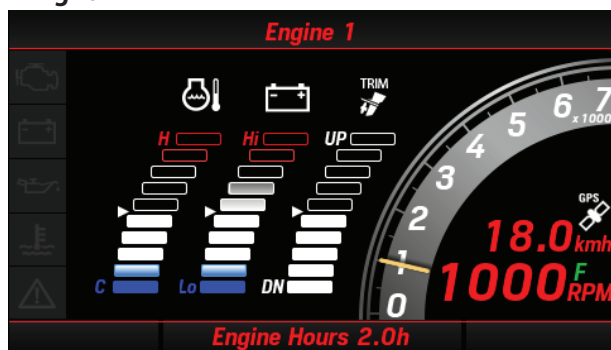 Engine 1
TRIM
H Hi UP
C Lo DN
0
1
2
3
4
5
6
7
x 1000
GPS
18.0 kmh
F
1000 RPM
Engine Hours 2.0h